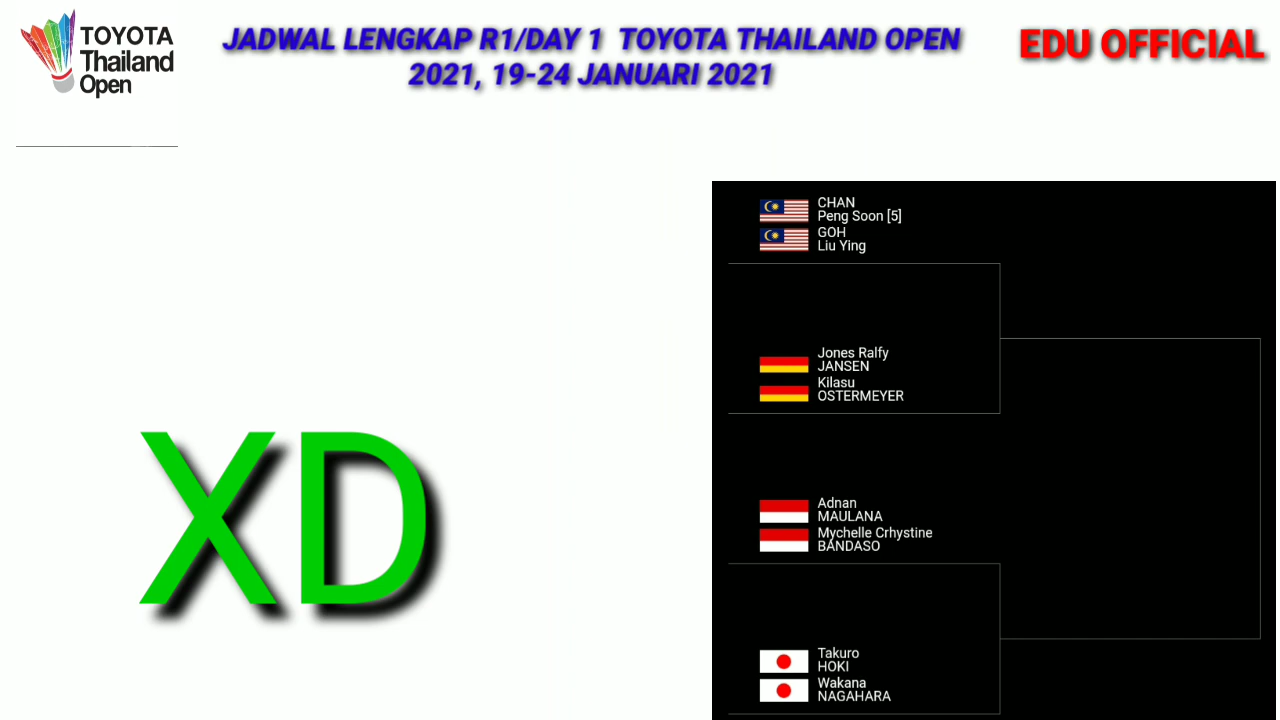 TOYOTA
Thailand
Open
JADWAL LENGKAP R1/DAY 1 TOYOTA THAILAND OPEN
2021, 19-24 JANUARI 2021
EDU OFFICIAL
XD
CHAN
Peng Soon [5]
GOH
Liu Ying
Jones Ralfy
JANSEN
Kilasu
OSTERMEYER
Adnan
MAULANA
Mychelle Crhystine
BANDASO
Takuro
HOKI
Wakana
NAGAHARA